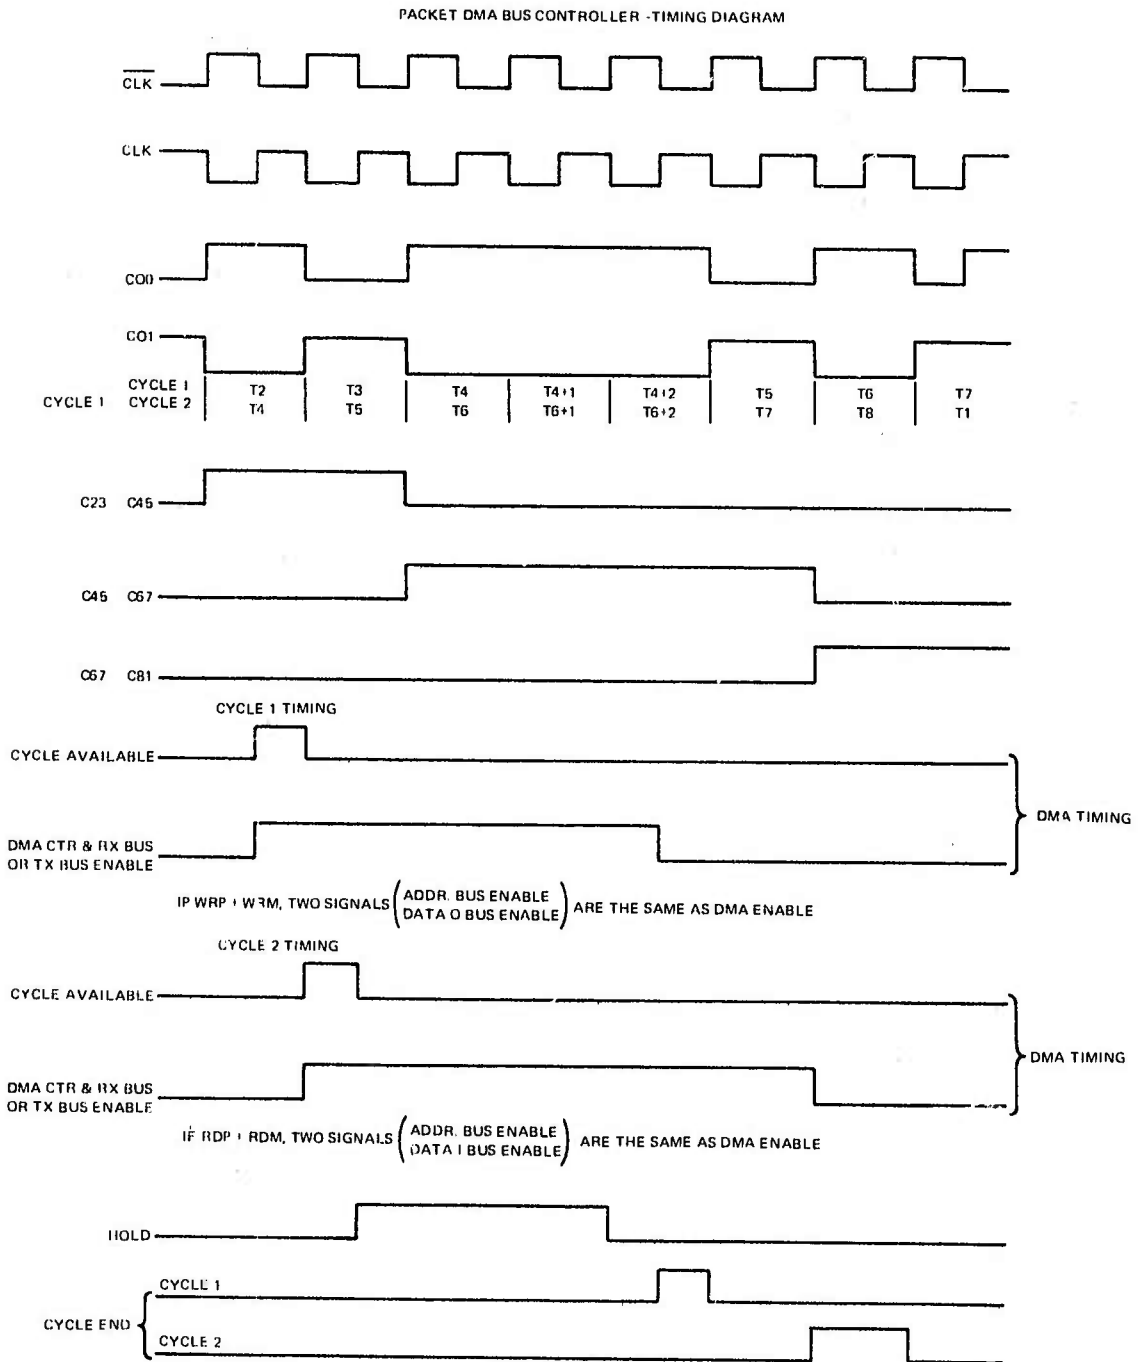 PACKET DMA BUS CONTROLLER -TIMING DIAGRAM
CLK
CLK
CO0
CO1
CYCLE 1 CYCLE 1 T2 T3 T4 T4+1 T4+2 T5 T6 T7
CYCLE 2 T4 T5 T6 T6+1 T6+2 T7 T8 T1
C23 C45
C45 C67
C67 C81
CYCLE 1 TIMING
CYCLE AVAILABLE
DMA TIMING
DMA CTR & RX BUS
OR TX BUS ENABLE
IF WRP + WRM, TWO SIGNALS (ADDR. BUS ENABLE
DATA O BUS ENABLE) ARE THE SAME AS DMA ENABLE
CYCLE 2 TIMING
CYCLE AVAILABLE
DMA TIMING
DMA CTR & RX BUS
OR TX BUS ENABLE
IF RDP + RDM, TWO SIGNALS (ADDR. BUS ENABLE
DATA I BUS ENABLE) ARE THE SAME AS DMA ENABLE
HOLD
CYCLE 1
CYCLE END
CYCLE 2